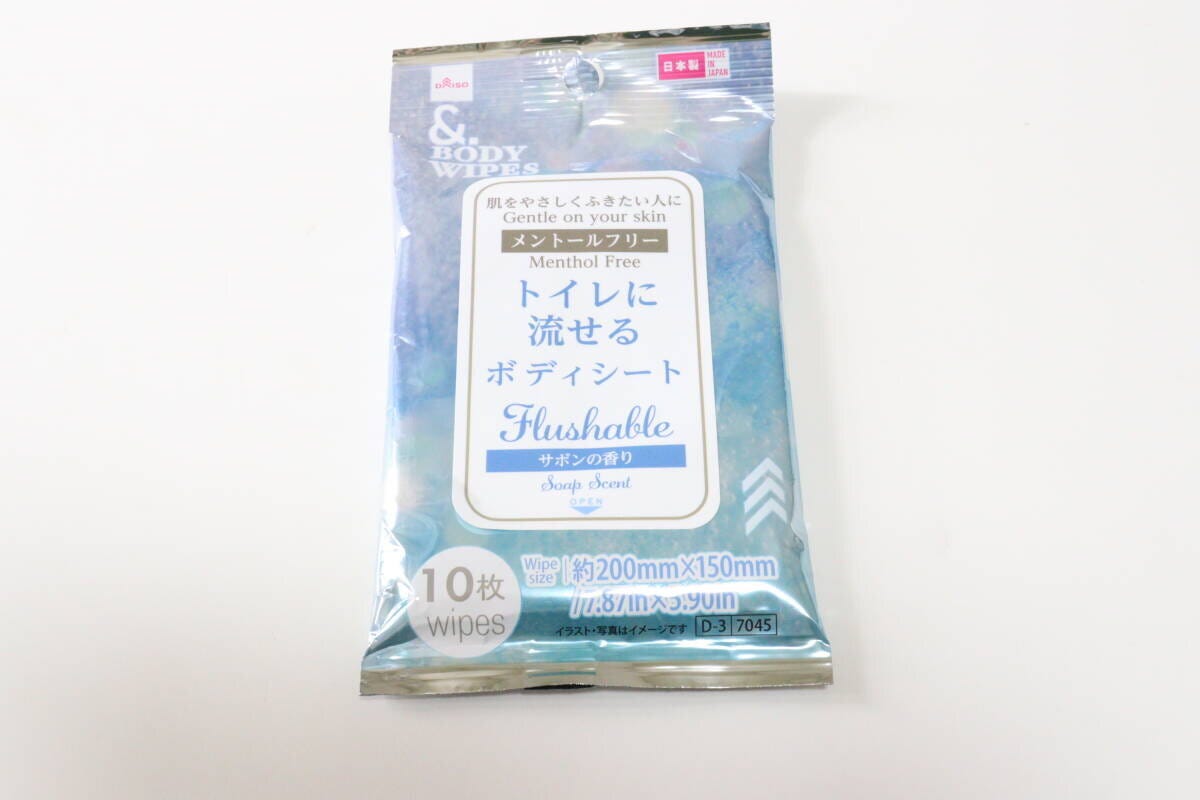 DAISO
日本製
MADE
IN
JAPAN
&.
BODY
WIPES
肌をやさしくふきたい人に
Gentle on your skin
メントールフリー
Menthol Free
トイレに
流せる
ボディシート
Flushable
サボンの香り
Soap Scent
OPEN
10枚
wipes
Wipe
size
約200mm×150mm
/7.87in×5.90in
イラスト・写真はイメージです
D-3 7045